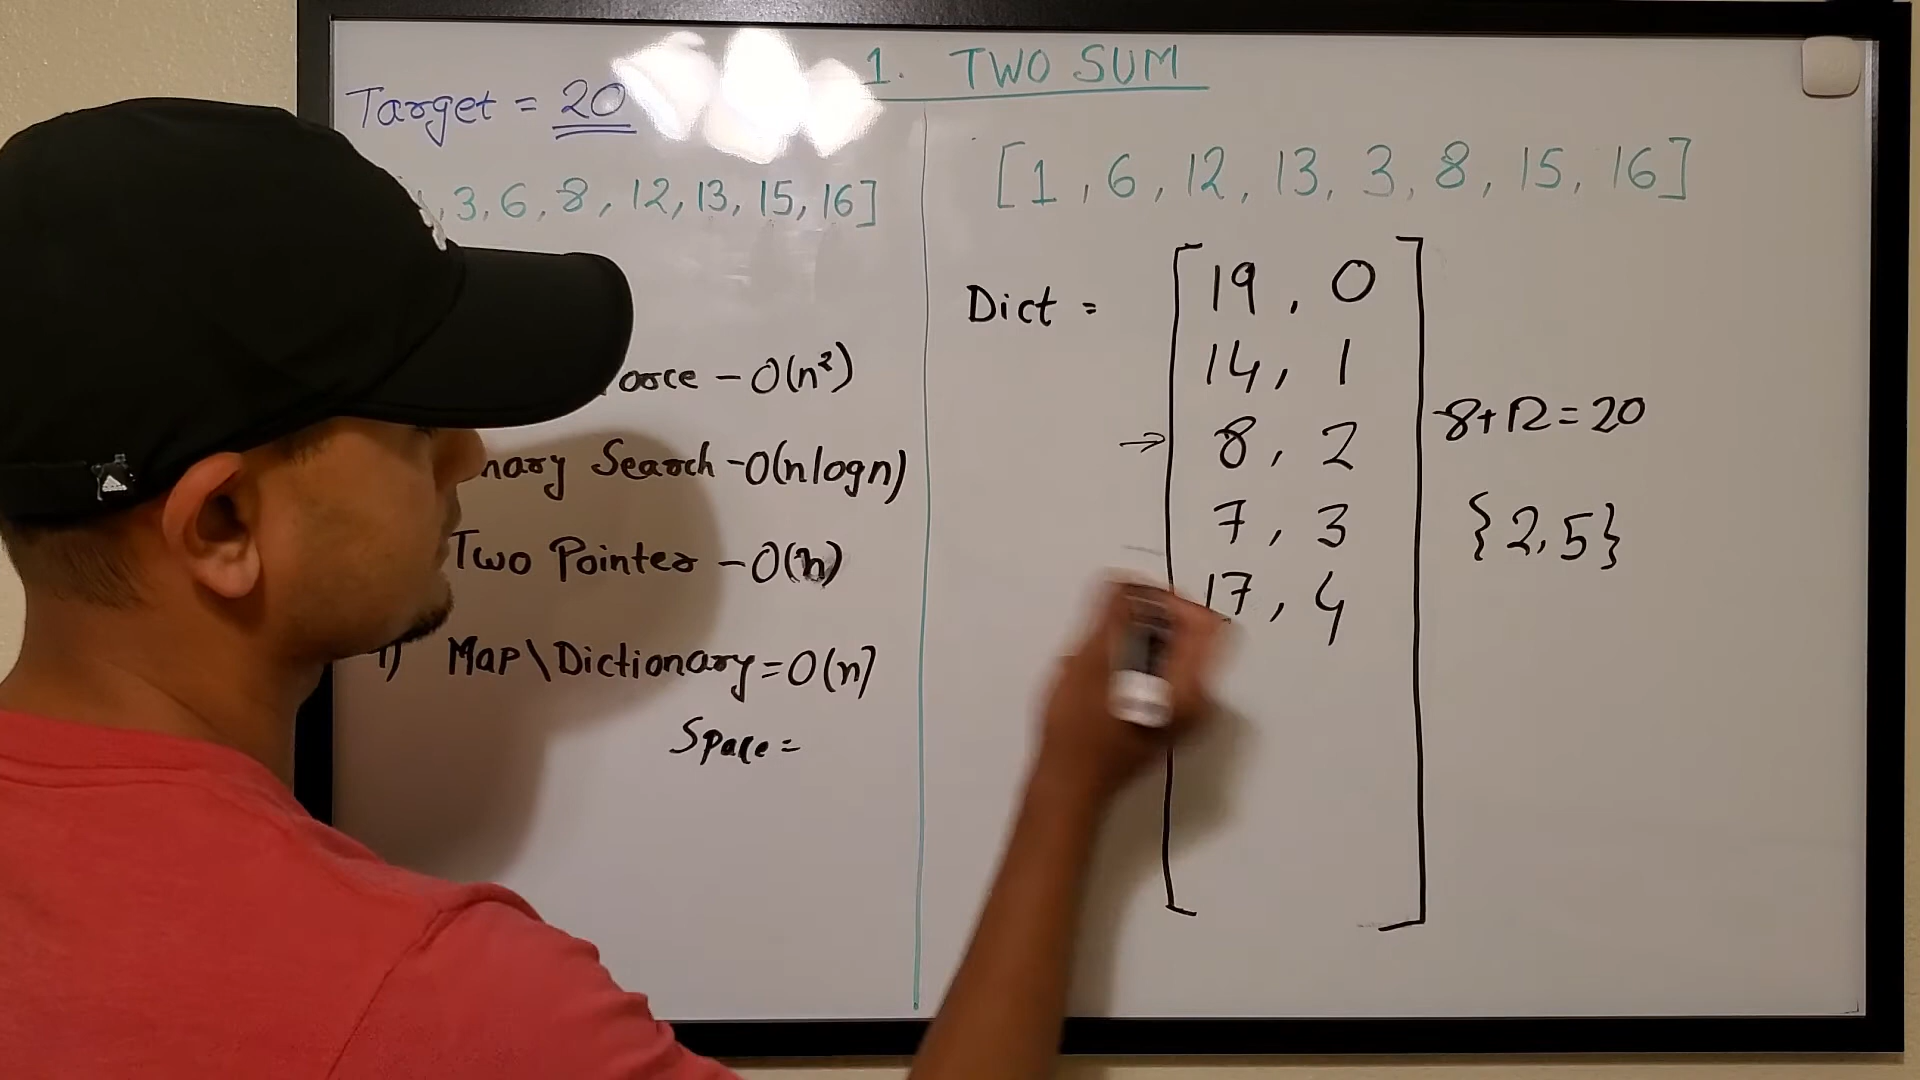 1. TWO SUM
Target = 20
, 3, 6, 8, 12, 13, 15, 16]
orce - O(n²)
nary Search - O(nlogn)
Two Pointer - O(n)
Map\Dictionary = O(n)
Space =
[1, 6, 12, 13, 3, 8, 15, 16]
Dict =
19, 0
14, 1
→ 8, 2
7, 3
17, 4
8+12=20
{2,5}